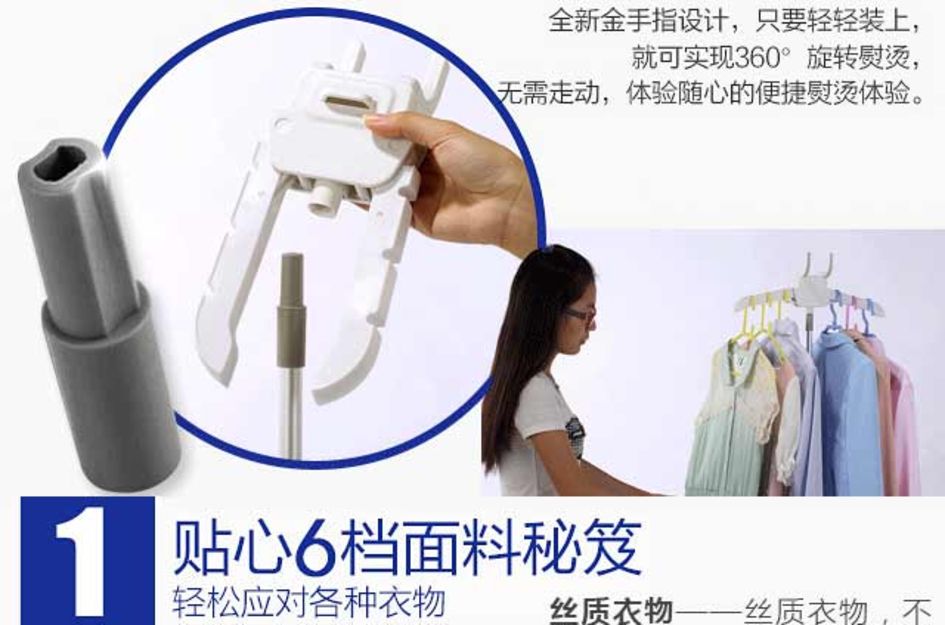 全新金手指设计，只要轻轻装上，
就可实现360°旋转熨烫，
无需走动，体验随心的便捷熨烫体验。
1
贴心6档面料秘笈
轻松应对各种衣物
丝质衣物——丝质衣物，不